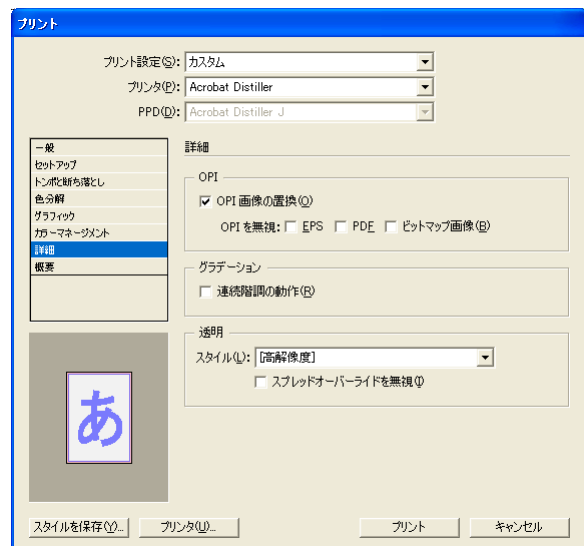 プリント
プリント設定(S): カスタム
プリンタ(P): Acrobat Distiller
PPD(D): Acrobat Distiller J
一般
セットアップ
トンボと断ち落とし
色分解
グラフィック
カラーマネージメント
詳細
概要
詳細
OPI
OPI 画像の置換(O)
OPI を無視: EPS PDF ビットマップ画像(B)
グラデーション
連続階調の動作(R)
透明
スタイル(L): [高解像度]
スプレッドオーバーライドを無視(I)
あ
スタイルを保存(Y)... プリンタ(U)... プリント キャンセル